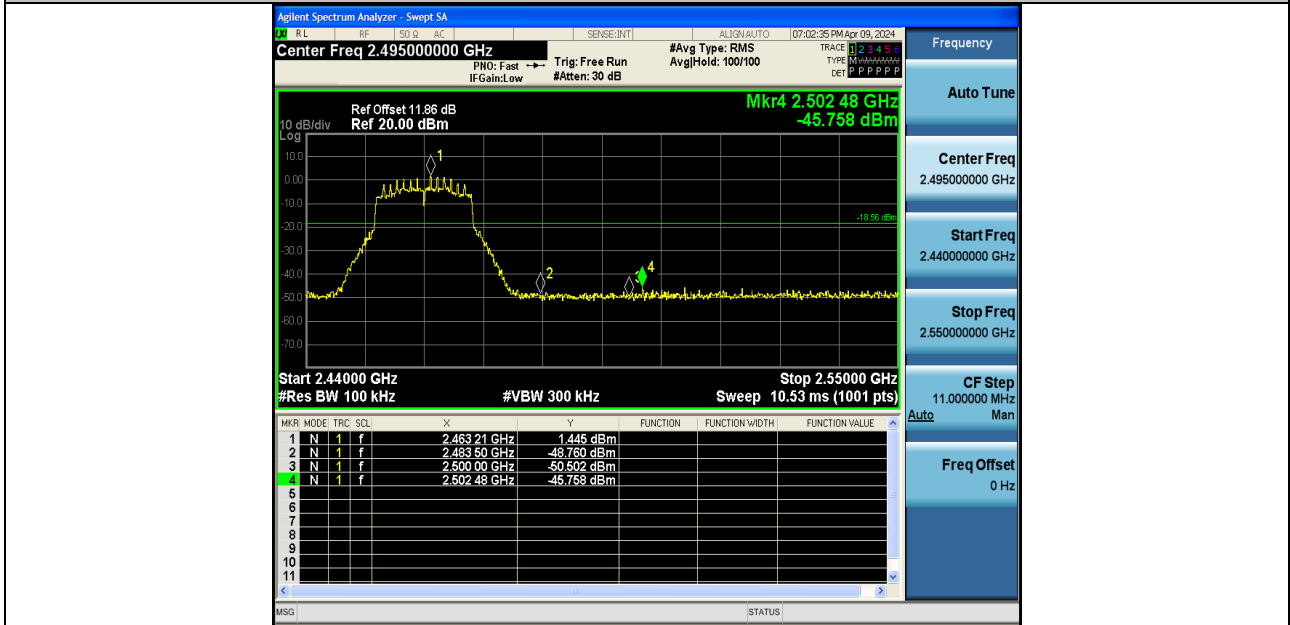 Agilent Spectrum Analyzer - Swept SA
RL RF 50 Ω AC SENSE:INT ALIGN AUTO 07:02:35 PM Apr 09, 2024
Center Freq 2.495000000 GHz
#Avg Type: RMS
TRACE 1 2 3 4 5 6
PNO: Fast
Trig: Free Run
Avg|Hold: 100/100
TYPE M
IFGain:Low
#Atten: 30 dB
DET P P P P P P
Ref Offset 11.86 dB
Mkr4 2.502 48 GHz
10 dB/div
Ref 20.00 dBm
-45.758 dBm
Log
10.0
0.00
-10.0
-20.0
-30.0
-40.0
-50.0
-60.0
-70.0
1
-18.56 dBm
2
3
4
Start 2.44000 GHz
Stop 2.55000 GHz
#Res BW 100 kHz
#VBW 300 kHz
Sweep 10.53 ms (1001 pts)
MKR MODE TRC SCL X Y FUNCTION FUNCTION WIDTH FUNCTION VALUE
1 N 1 f 2.463 21 GHz 1.445 dBm
2 N 1 f 2.483 50 GHz -48.760 dBm
3 N 1 f 2.500 00 GHz -50.502 dBm
4 N 1 f 2.502 48 GHz -45.758 dBm
5
6
7
8
9
10
11
MSG
STATUS
Frequency
Auto Tune
Center Freq
2.495000000 GHz
Start Freq
2.440000000 GHz
Stop Freq
2.550000000 GHz
CF Step
11.000000 MHz
Auto Man
Freq Offset
0 Hz